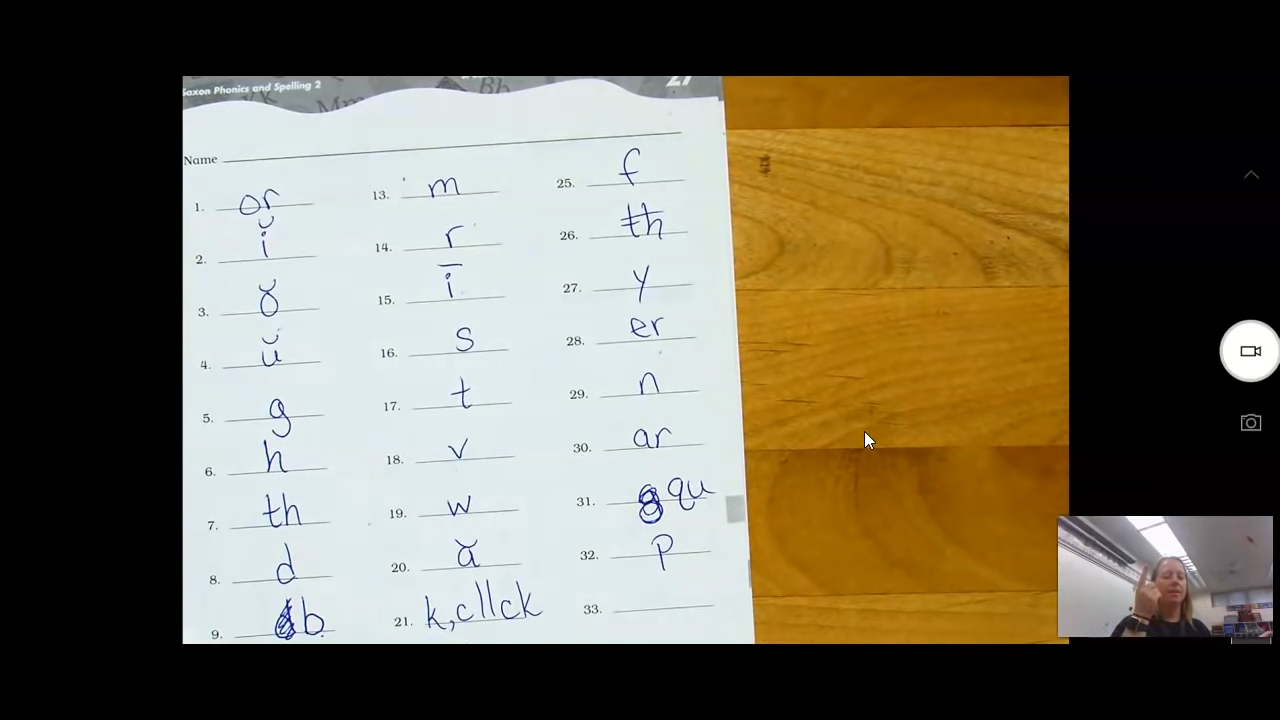 Saxon Phonics and Spelling 2
27
Name
1. or
2. ĭ
3. ŏ
4. ŭ
5. g
6. h
7. th
8. d
9. b
13. m
14. r
15. ī
16. s
17. t
18. v
19. w
20. ă
21. k,c||ck
25. f
26. th
27. y
28. er
29. n
30. ar
31. qu
32. p
33.